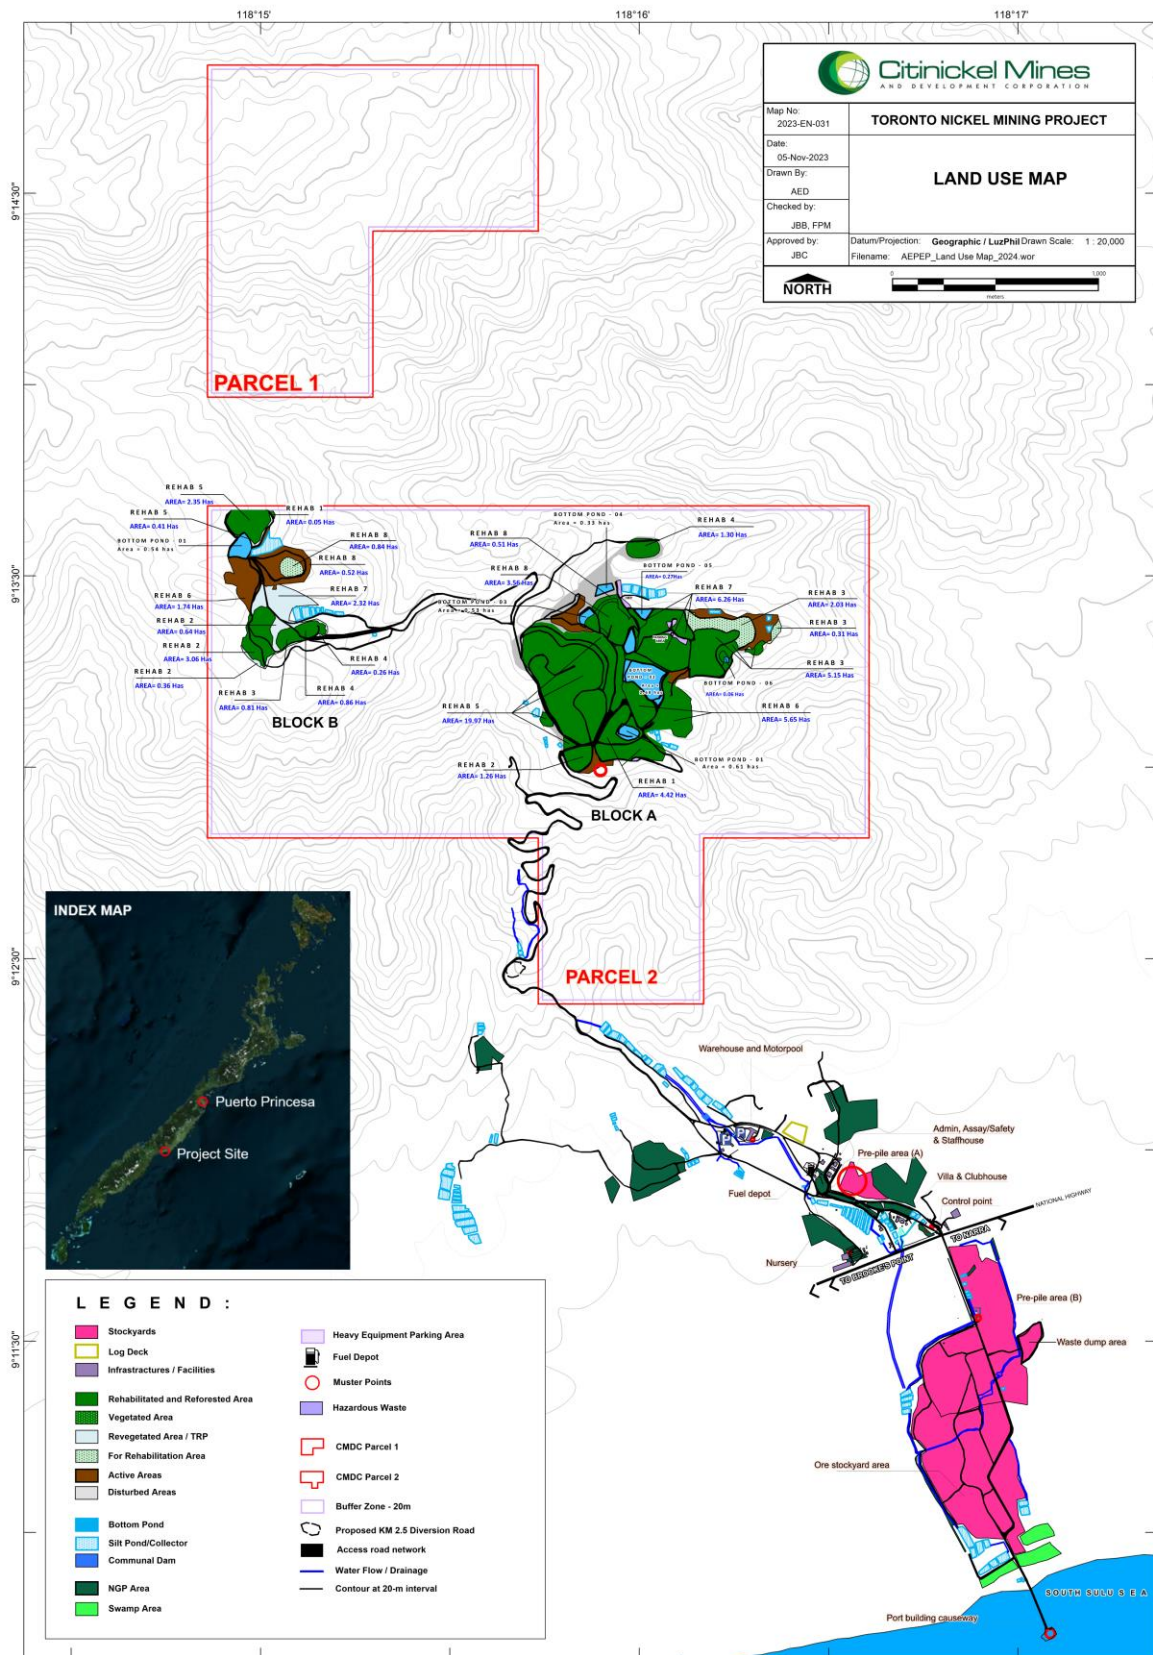 118°15'
118°16'
118°17'
9°14'30"
9°13'30"
9°12'30"
9°11'30"
Citinickel Mines
AND DEVELOPMENT CORPORATION
Map No:
2023-EN-031
TORONTO NICKEL MINING PROJECT
Date:
05-Nov-2023
LAND USE MAP
Drawn By:
AED
Checked by:
JBB, FPM
Approved by:
JBC
Datum/Projection: Geographic / LuzPhil Drawn Scale: 1 : 20,000
Filename: AEPEP_Land Use Map_2024.wor
NORTH
0
1,000
meters
PARCEL 1
REHAB 5
AREA= 2.35 Has
REHAB 5
AREA= 0.41 Has
REHAB 1
AREA= 0.05 Has
BOTTOM POND - 01
Area = 0.56 has
REHAB 8
AREA= 0.84 Has
REHAB 8
AREA= 0.52 Has
REHAB 6
AREA= 1.74 Has
REHAB 7
AREA= 2.32 Has
REHAB 2
AREA= 0.64 Has
REHAB 2
AREA= 3.06 Has
REHAB 2
AREA= 0.36 Has
REHAB 4
AREA= 0.26 Has
REHAB 3
AREA= 0.81 Has
REHAB 4
AREA= 0.86 Has
BLOCK B
BOTTOM POND - 04
Area = 0.33 has
REHAB 8
AREA= 0.51 Has
REHAB 4
AREA= 1.30 Has
REHAB 8
AREA= 3.56 Has
BOTTOM POND - 05
AREA= 0.27Has
BOTTOM POND - 03
Area= 0.53 has
REHAB 7
AREA= 6.26 Has
REHAB 3
AREA= 2.03 Has
REHAB 3
AREA= 0.31 Has
REHAB 3
AREA= 5.15 Has
BOTTOM
POND - 02
BOTTOM POND - 06
AREA= 0.06 Has
REHAB 5
AREA= 19.97 Has
REHAB 6
AREA= 5.65 Has
REHAB 2
AREA= 1.26 Has
BOTTOM POND - 01
Area = 0.61 has
REHAB 1
AREA= 4.42 Has
BLOCK A
PARCEL 2
INDEX MAP
Puerto Princesa
Project Site
Warehouse and Motorpool
P
P
Admin, Assay/Safety
& Staffhouse
Pre-pile area (A)
Villa & Clubhouse
Fuel depot
Control point
NATIONAL HIGHWAY
TO NARRA
Nursery
TO BROOKE'S POINT
Pre-pile area (B)
Waste dump area
Ore stockyard area
SOUTH SULU SEA
Port building causeway
LEGEND :
Stockyards
Log Deck
Infrastractures / Facilities
Rehabilitated and Reforested Area
Vegetated Area
Revegetated Area / TRP
For Rehabilitation Area
Active Areas
Disturbed Areas
Bottom Pond
Silt Pond/Collector
Communal Dam
NGP Area
Swamp Area
Heavy Equipment Parking Area
Fuel Depot
Muster Points
Hazardous Waste
CMDC Parcel 1
CMDC Parcel 2
Buffer Zone - 20m
Proposed KM 2.5 Diversion Road
Access road network
Water Flow / Drainage
Contour at 20-m interval